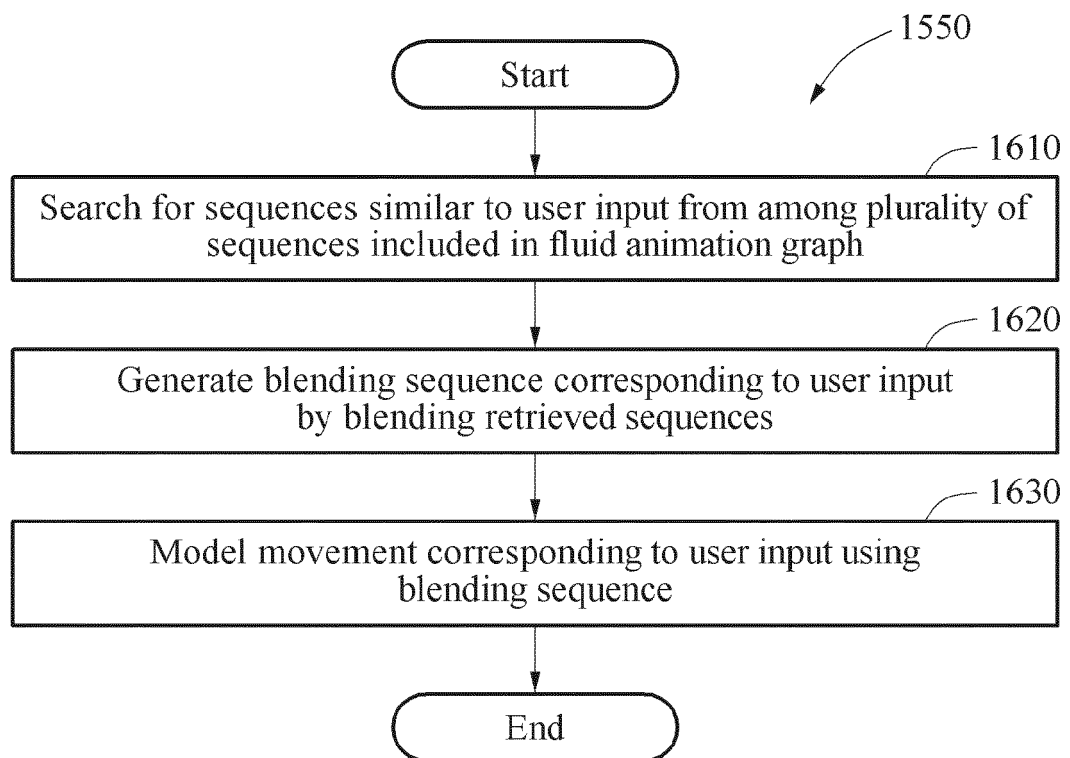 1550
Start
1610
Search for sequences similar to user input from among plurality of
sequences included in fluid animation graph
1620
Generate blending sequence corresponding to user input
by blending retrieved sequences
1630
Model movement corresponding to user input using
blending sequence
End